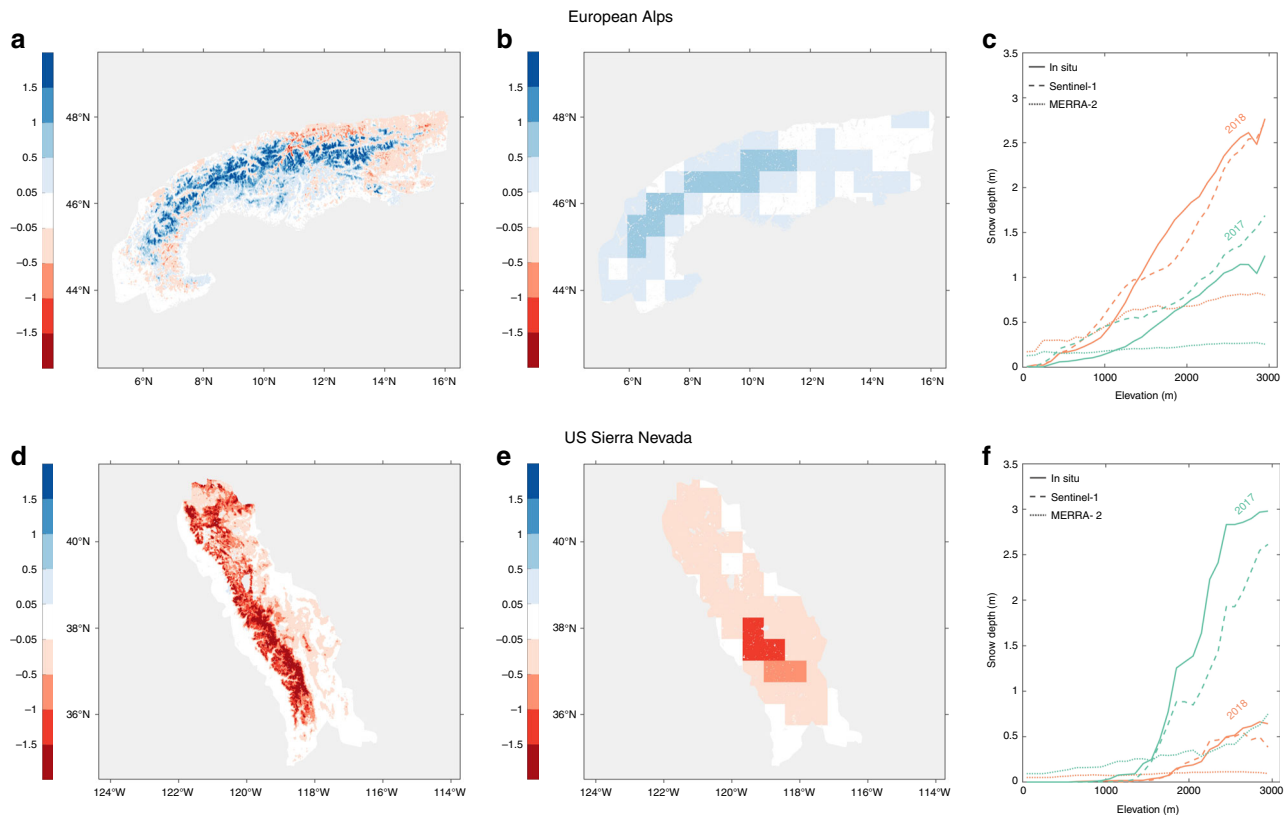 European Alps
a
1.5
1
0.5
0.05
−0.05
−0.5
−1
−1.5
48°N
46°N
44°N
6°N
8°N
10°N
12°N
14°N
16°N
b
1.5
1
0.5
0.05
−0.05
−0.5
−1
−1.5
48°N
46°N
44°N
6°N
8°N
10°N
12°N
14°N
16°N
c
3.5
3
2.5
2
1.5
1
0.5
0
Snow depth (m)
In situ
Sentinel-1
MERRA-2
2018
2017
0
1000
2000
3000
Elevation (m)
US Sierra Nevada
d
1.5
1
0.5
0.05
−0.05
−0.5
−1
−1.5
40°N
38°N
36°N
124°W
122°W
120°W
118°W
116°W
114°W
e
1.5
1
0.5
0.05
−0.05
−0.5
−1
−1.5
40°N
38°N
36°N
124°W
122°W
120°W
118°W
116°W
114°W
f
3.5
3
2.5
2
1.5
1
0.5
0
Snow depth (m)
In situ
Sentinel-1
MERRA- 2
2017
2018
0
1000
2000
3000
Elevation (m)